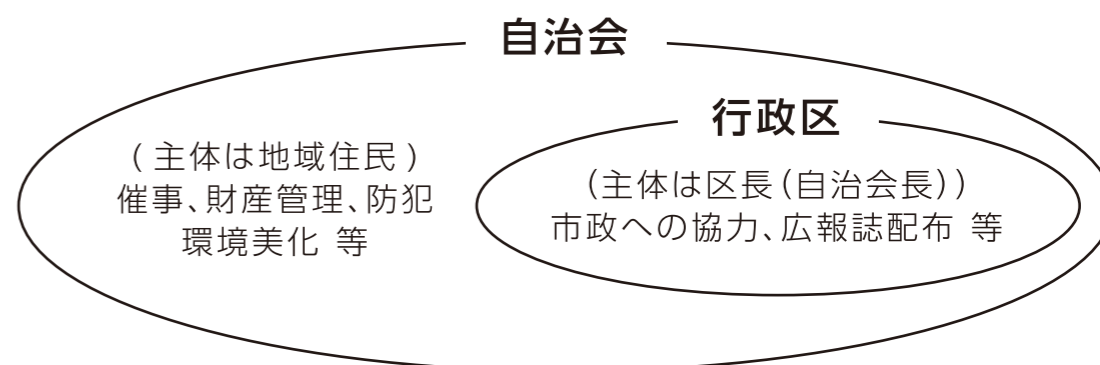 自治会
(主体は地域住民)
催事、財産管理、防犯
環境美化 等
行政区
(主体は区長(自治会長))
市政への協力、広報誌配布 等